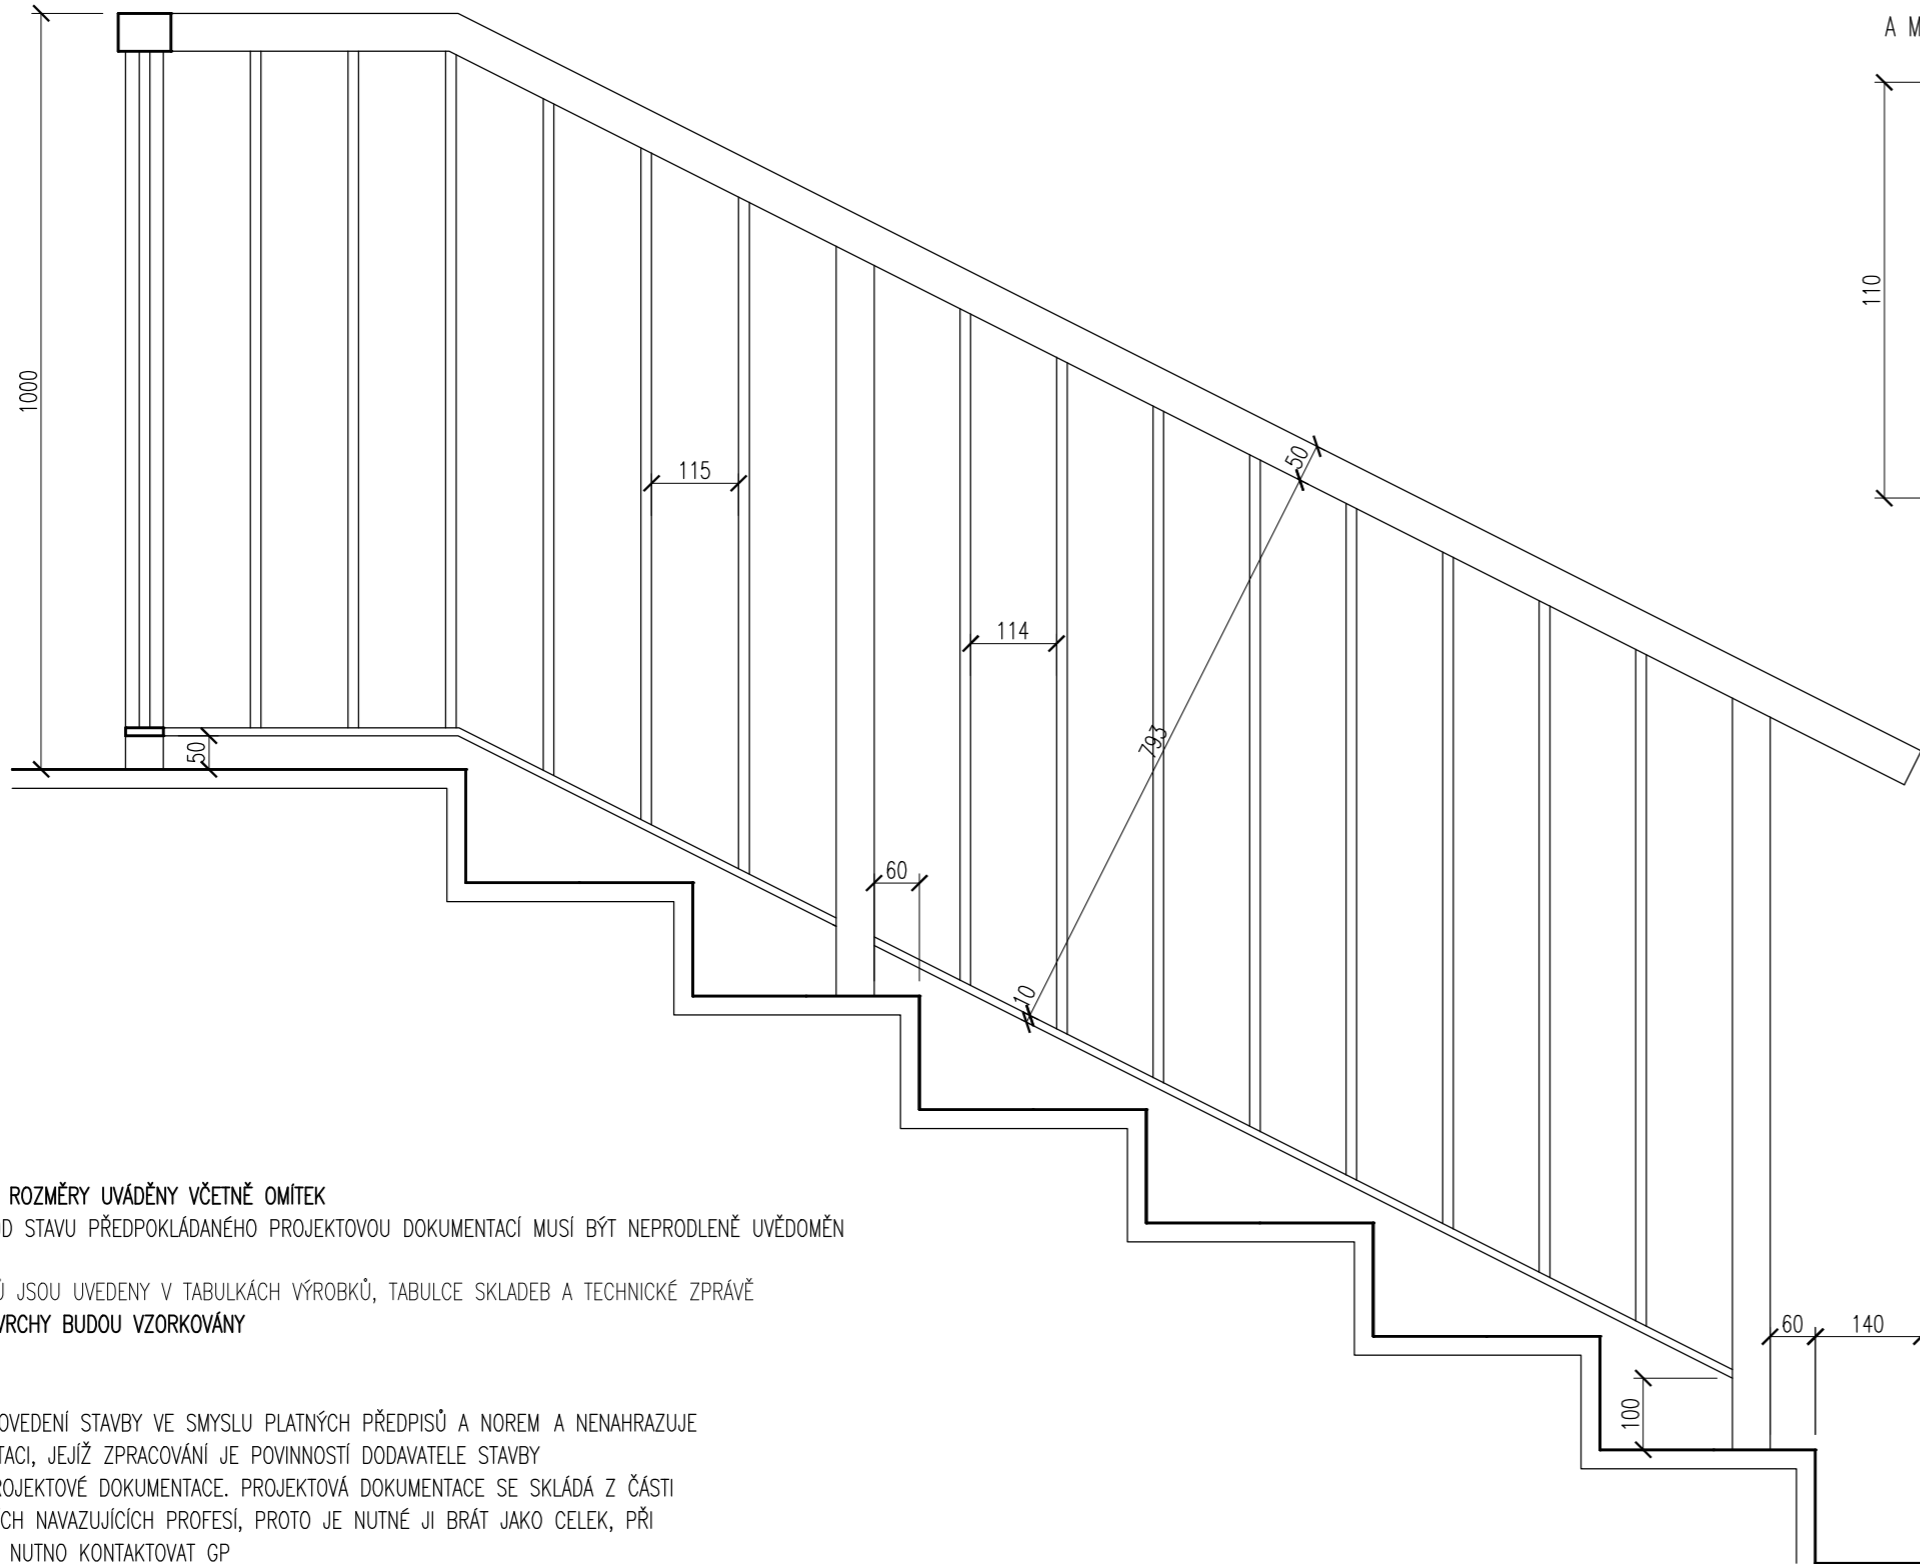 A M
1000
110
50
115
114
793
50
60
10
60
140
100
ROZMĚRY UVÁDĚNY VČETNĚ OMÍTEK
OD STAVU PŘEDPOKLÁDANÉHO PROJEKTOVOU DOKUMENTACÍ MUSÍ BÝT NEPRODLENĚ UVĚDOMĚN
Ů JSOU UVEDENY V TABULKÁCH VÝROBKŮ, TABULCE SKLADEB A TECHNICKÉ ZPRÁVĚ
VRCHY BUDOU VZORKOVÁNY
OVEDENÍ STAVBY VE SMYSLU PLATNÝCH PŘEDPISŮ A NOREM A NENAHRAZUJE
TACI, JEJÍŽ ZPRACOVÁNÍ JE POVINNOSTÍ DODAVATELE STAVBY
ROJEKTOVÉ DOKUMENTACE. PROJEKTOVÁ DOKUMENTACE SE SKLÁDÁ Z ČÁSTI
CH NAVAZUJÍCÍCH PROFESÍ, PROTO JE NUTNÉ JI BRÁT JAKO CELEK, PŘI
NUTNO KONTAKTOVAT GP